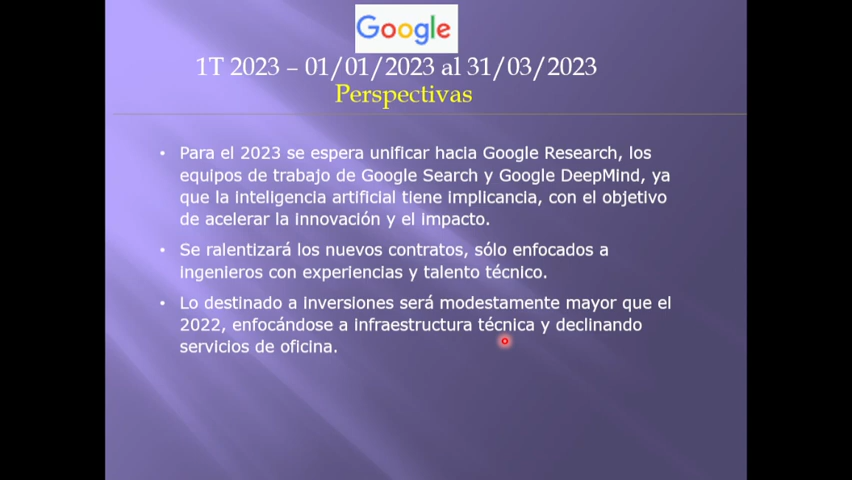 Google
1T 2023 – 01/01/2023 al 31/03/2023
Perspectivas
• Para el 2023 se espera unificar hacia Google Research, los
equipos de trabajo de Google Search y Google DeepMind, ya
que la inteligencia artificial tiene implicancia, con el objetivo
de acelerar la innovación y el impacto.
• Se ralentizará los nuevos contratos, sólo enfocados a
ingenieros con experiencias y talento técnico.
• Lo destinado a inversiones será modestamente mayor que el
2022, enfocándose a infraestructura técnica y declinando
servicios de oficina.